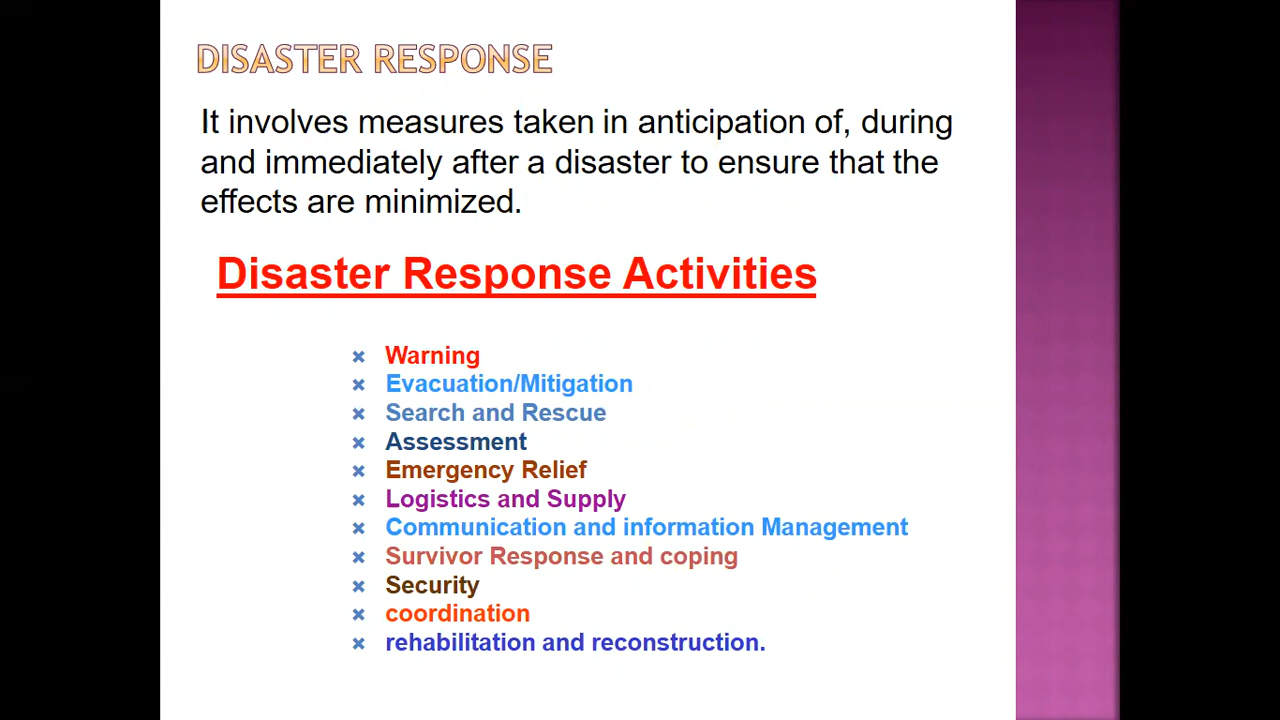 DISASTER RESPONSE
It involves measures taken in anticipation of, during
and immediately after a disaster to ensure that the
effects are minimized.
Disaster Response Activities
Warning
Evacuation/Mitigation
Search and Rescue
Assessment
Emergency Relief
Logistics and Supply
Communication and information Management
Survivor Response and coping
Security
coordination
rehabilitation and reconstruction.